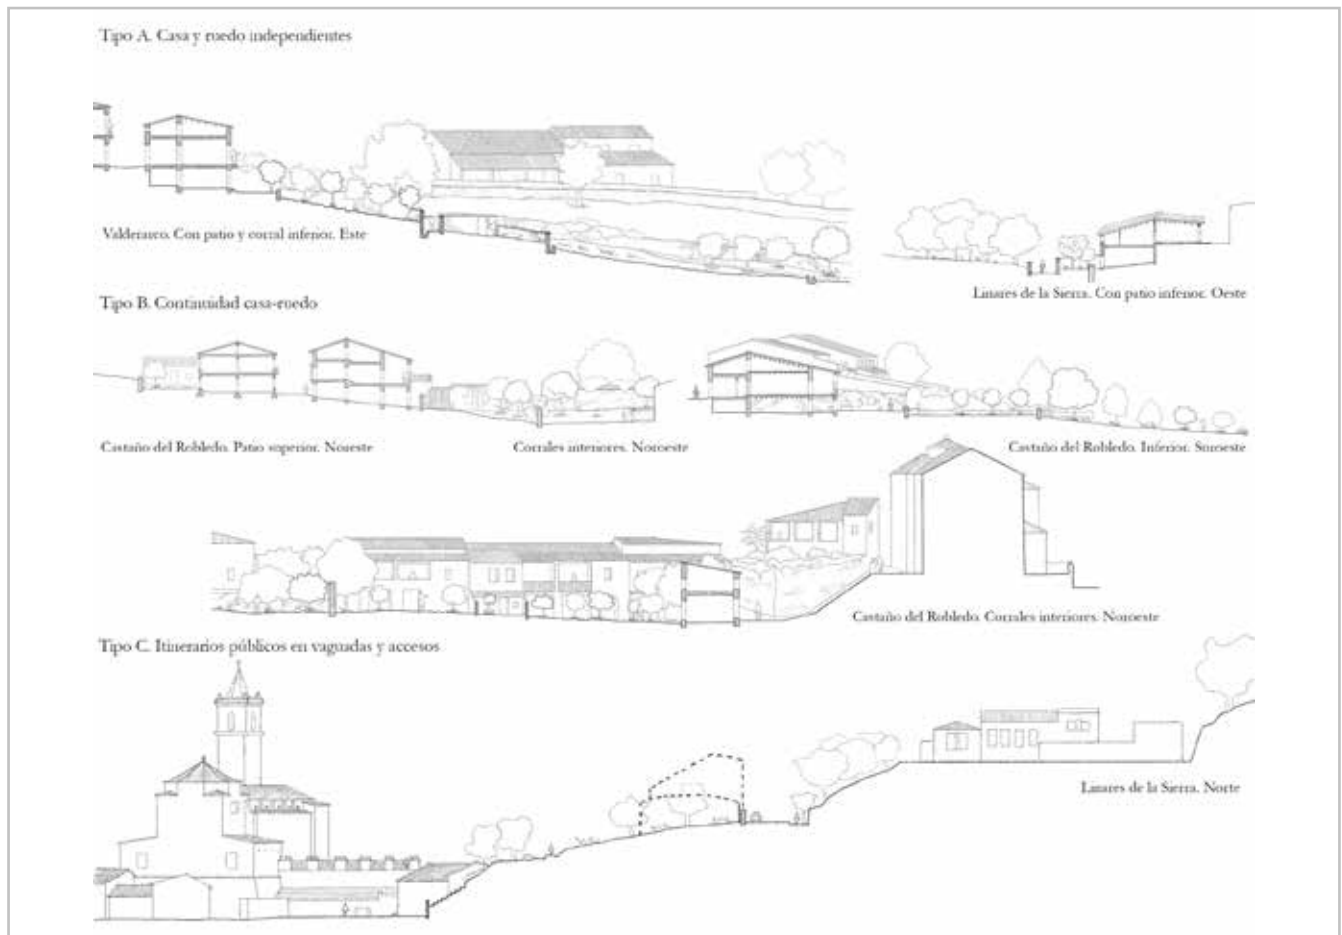 Tipo A. Casa y ruedo independientes
Valdelarco. Con patio y corral inferior. Este
Linares de la Sierra. Con patio inferior. Oeste
Tipo B. Continuidad casa-ruedo
Castaño del Robledo. Patio superior. Noreste
Corrales interiores. Noroeste
Castaño del Robledo. Inferior. Suroeste
Castaño del Robledo. Corrales interiores. Noroeste
Tipo C. Itinerarios públicos en vaguadas y accesos
Linares de la Sierra. Norte